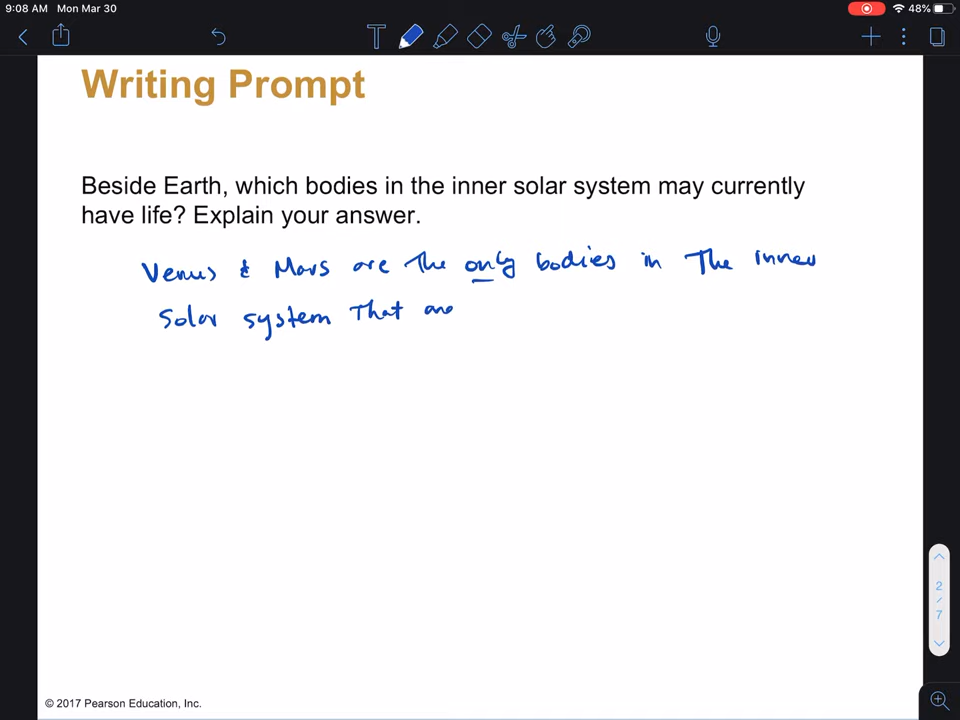 9:08 AM Mon Mar 30 48%
Writing Prompt
Beside Earth, which bodies in the inner solar system may currently
have life? Explain your answer.
Venus & Mars are the only bodies in The inner
Solar system That are
2
7
© 2017 Pearson Education, Inc.